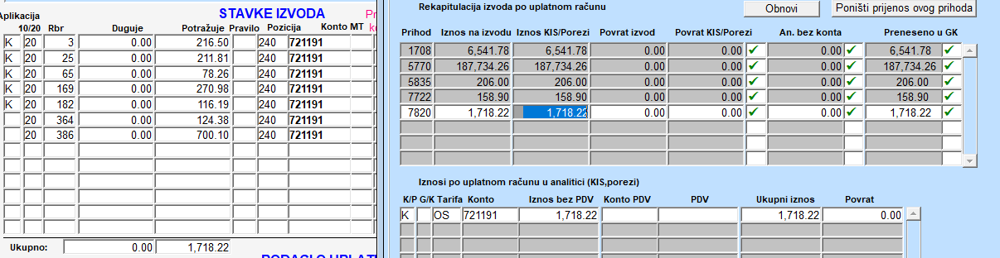 STAVKE IZVODA
Aplikacija
10/20 Rbr Duguje Potražuje Pravilo Pozicija Konto MT
K 20 3 0.00 216.50 240 721191
K 20 25 0.00 211.81 240 721191
K 20 65 0.00 78.26 240 721191
K 20 169 0.00 270.98 240 721191
K 20 182 0.00 116.19 240 721191
20 364 0.00 124.38 240 721191
20 386 0.00 700.10 240 721191
Ukupno: 0.00 1,718.22
Rekapitulacija izvoda po uplatnom računu
Obnovi
Poništi prijenos ovog prihoda
Prihod Iznos na izvodu Iznos KIS/Porezi Povrat izvod Povrat KIS/Porezi An. bez konta Preneseno u GK
1708 6,541.78 6,541.78 0.00 0.00 ✔ 0.00 ✔ 6,541.78 ✔
5770 187,734.26 187,734.26 0.00 0.00 ✔ 0.00 ✔ 187,734.26 ✔
5835 206.00 206.00 0.00 0.00 ✔ 0.00 ✔ 206.00 ✔
7722 158.90 158.90 0.00 0.00 ✔ 0.00 ✔ 158.90 ✔
7820 1,718.22 1,718.22 0.00 0.00 ✔ 0.00 ✔ 1,718.22 ✔
Iznosi po uplatnom računu u analitici (KIS,porezi)
K/P G/K Tarifa Konto Iznos bez PDV Konto PDV PDV Ukupni iznos Povrat
K OS 721191 1,718.22 1,718.22 0.00